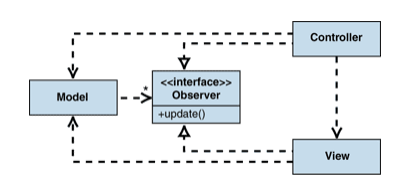 Controller
<<interface>>
Observer
Model
*
+update()
View